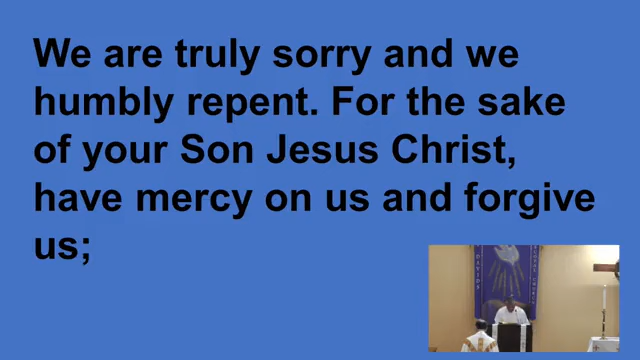 We are truly sorry and we
humbly repent. For the sake
of your Son Jesus Christ,
have mercy on us and forgive
us;